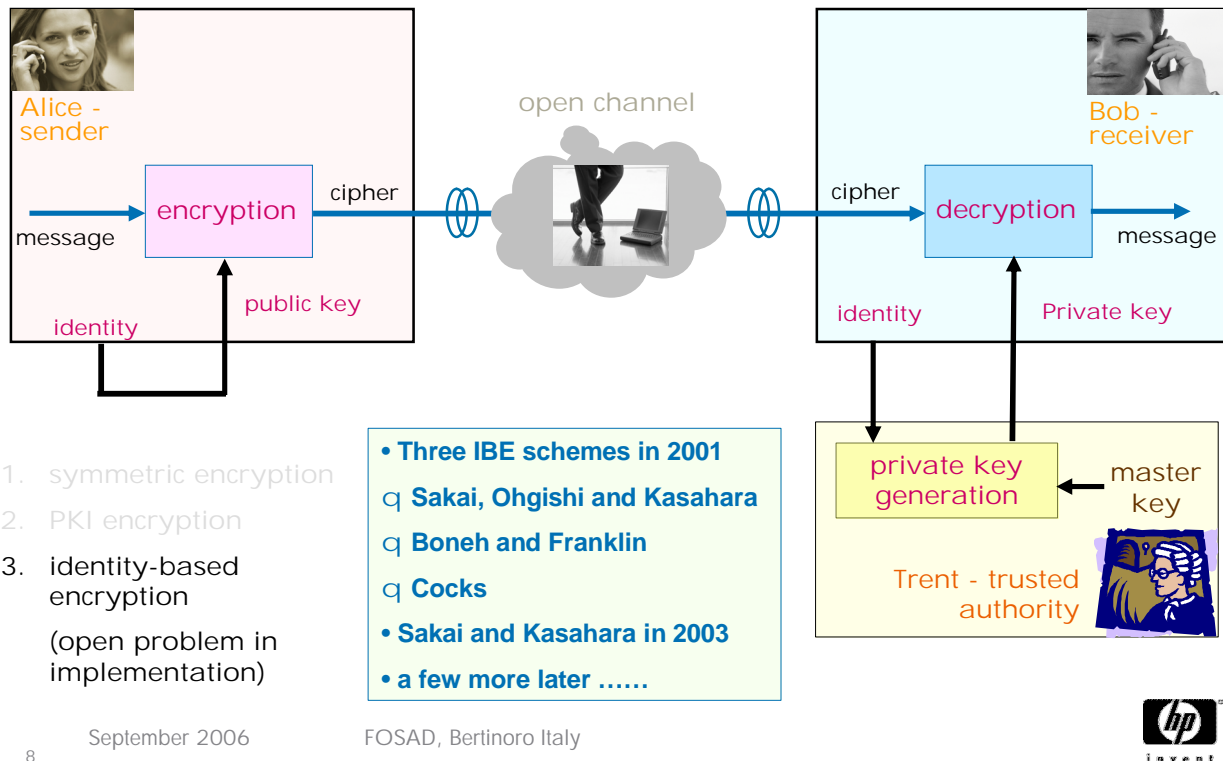 Alice -
sender
message
encryption
cipher
public key
identity
open channel
Bob -
receiver
cipher
decryption
message
identity
Private key
private key
generation
master
key
Trent - trusted
authority
1. symmetric encryption
2. PKI encryption
3. identity-based
encryption
(open problem in
implementation)
• Three IBE schemes in 2001
q Sakai, Ohgishi and Kasahara
q Boneh and Franklin
q Cocks
• Sakai and Kasahara in 2003
• a few more later ......
September 2006
FOSAD, Bertinoro Italy
8
hp
invent